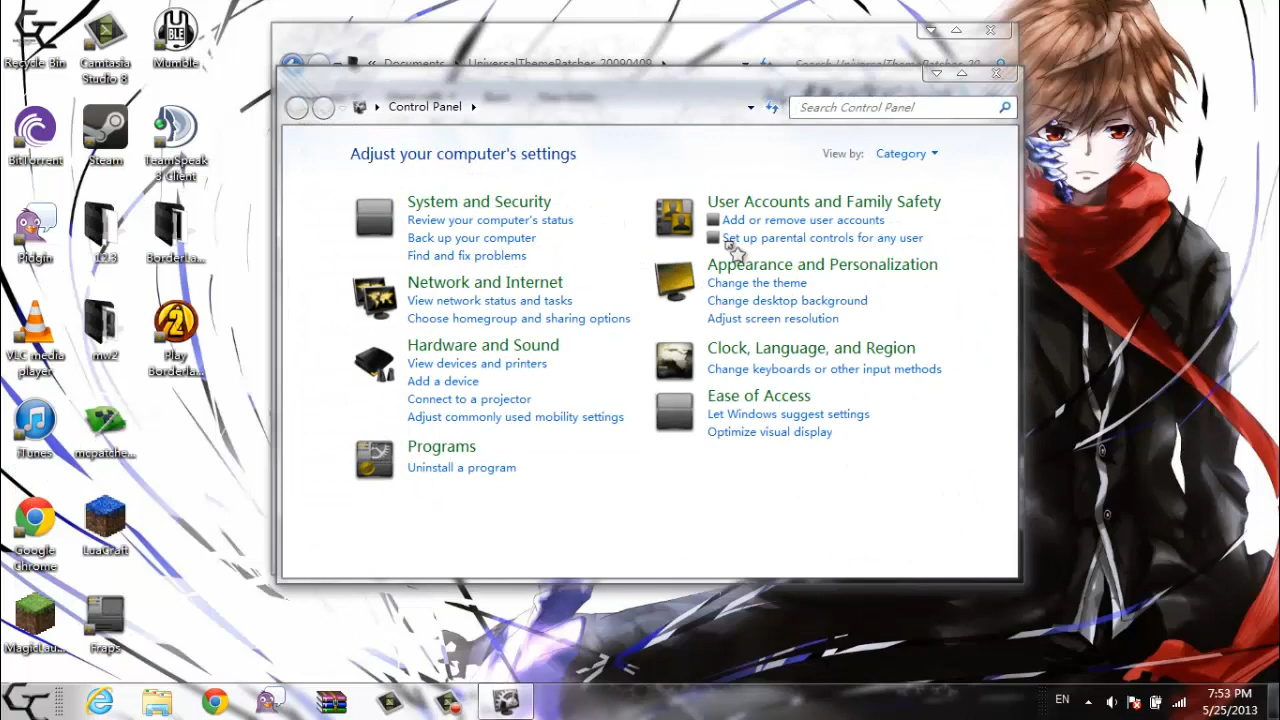 Recycle Bin
Camtasia
Studio 8
Mumble
BitTorrent
Steam
TeamSpeak
3 Client
Pidgin
12.3
BorderLa...
VLC media
player
mw2
Play
Borderla...
iTunes
mcpatche...
Google
Chrome
LuaCraft
MagicLau...
Fraps
Documents
UniversalThemePatcher_20090409
Search UniversalThemePatcher_20...
Control Panel
Search Control Panel
Adjust your computer's settings
View by:
Category
System and Security
Review your computer's status
Back up your computer
Find and fix problems
Network and Internet
View network status and tasks
Choose homegroup and sharing options
Hardware and Sound
View devices and printers
Add a device
Connect to a projector
Adjust commonly used mobility settings
Programs
Uninstall a program
User Accounts and Family Safety
Add or remove user accounts
Set up parental controls for any user
Appearance and Personalization
Change the theme
Change desktop background
Adjust screen resolution
Clock, Language, and Region
Change keyboards or other input methods
Ease of Access
Let Windows suggest settings
Optimize visual display
EN
7:53 PM
5/25/2013